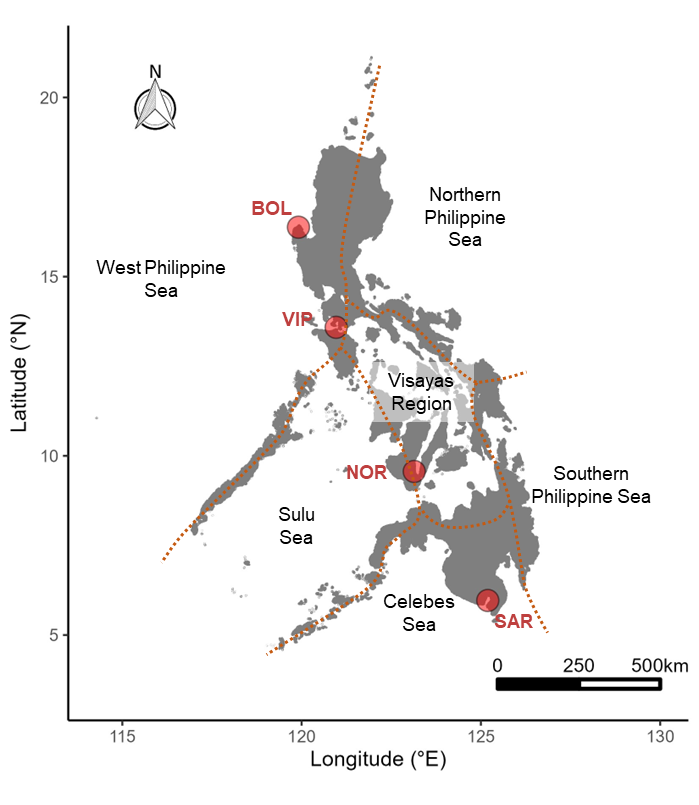 N
20
BOL
Northern
Philippine
Sea
West Philippine
Sea
15
VIP
Latitude (°N)
Visayas
Region
10
NOR
Southern
Philippine Sea
Sulu
Sea
Celebes
Sea
SAR
5
0 250 500km
115 120 125 130
Longitude (°E)